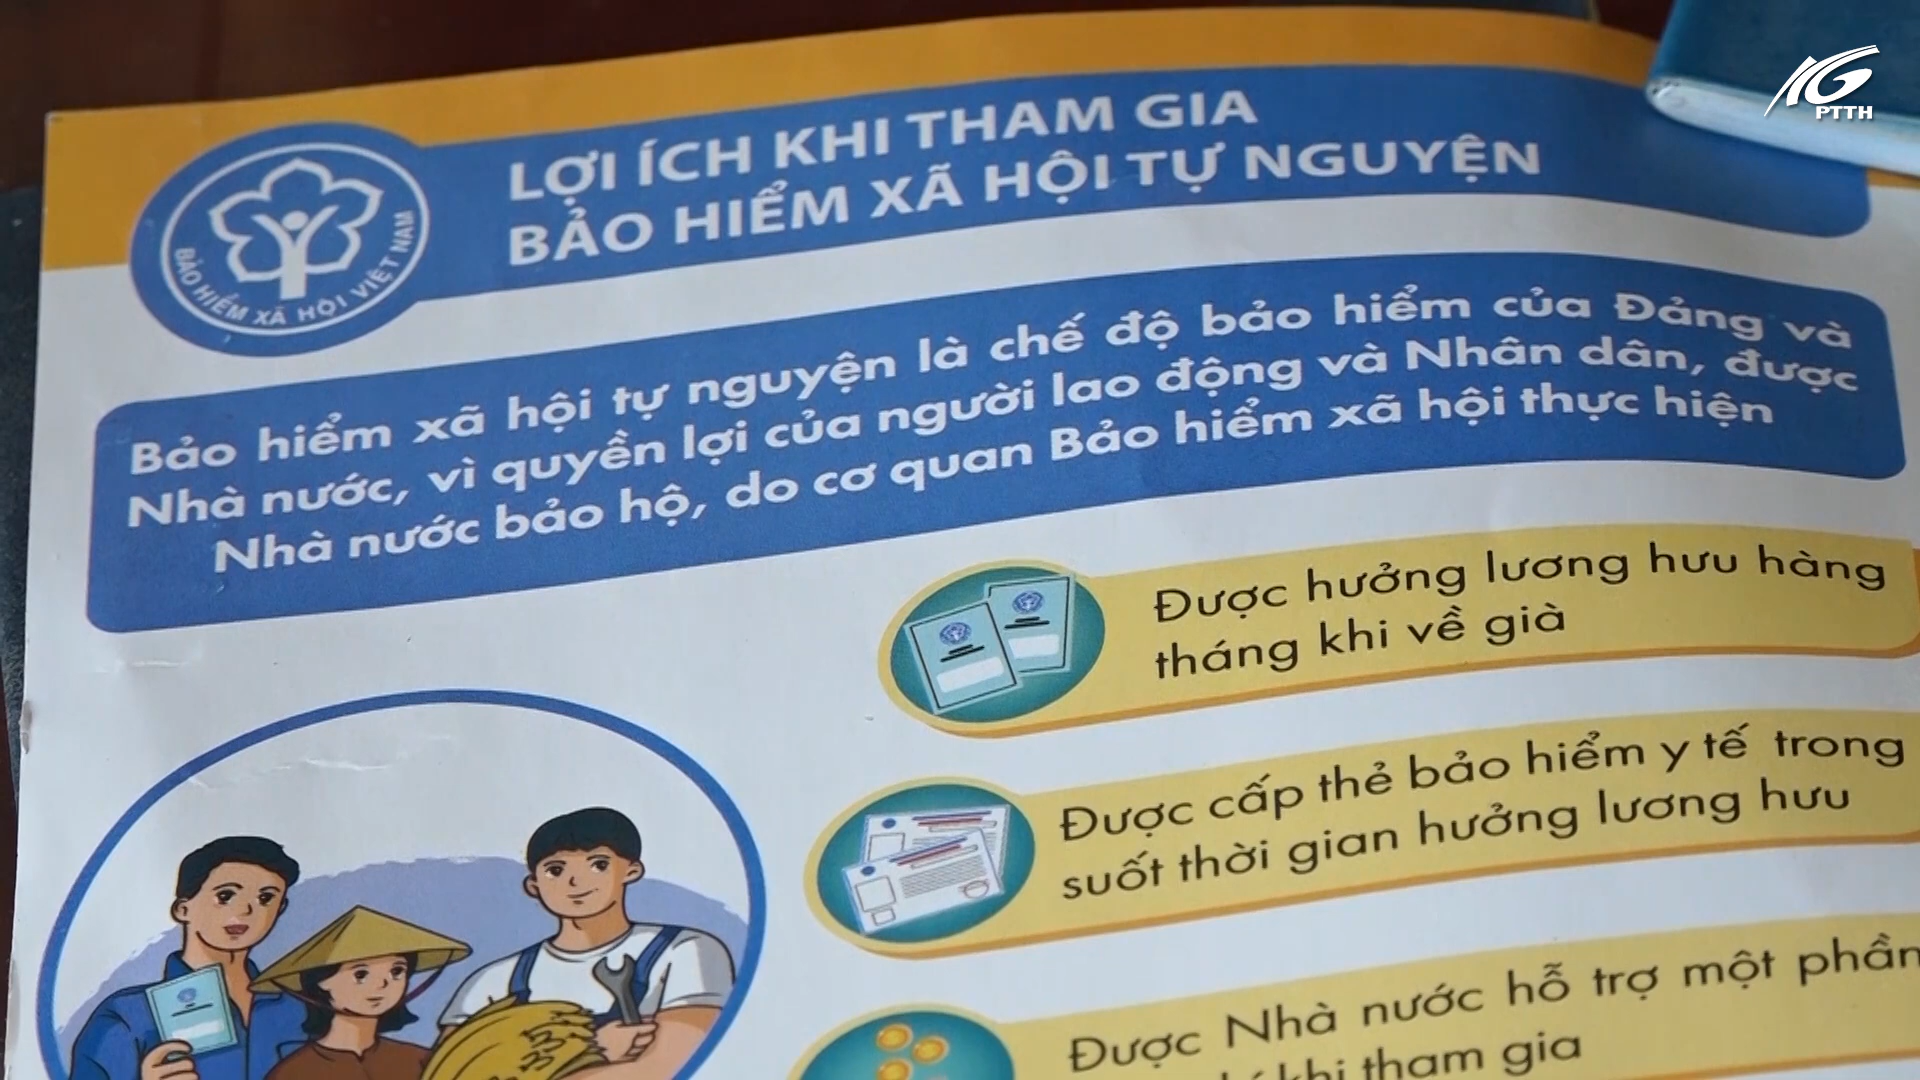 KG
PTTH
LỢI ÍCH KHI THAM GIA
BẢO HIỂM XÃ HỘI TỰ NGUYỆN
BẢO HIỂM XÃ HỘI VIỆT NAM
Bảo hiểm xã hội tự nguyện là chế độ bảo hiểm của Đảng và
Nhà nước, vì quyền lợi của người lao động và Nhân dân, được
Nhà nước bảo hộ, do cơ quan Bảo hiểm xã hội thực hiện
Được hưởng lương hưu hàng
tháng khi về già
Được cấp thẻ bảo hiểm y tế trong
suốt thời gian hưởng lương hưu
Được Nhà nước hỗ trợ một phần
khi tham gia